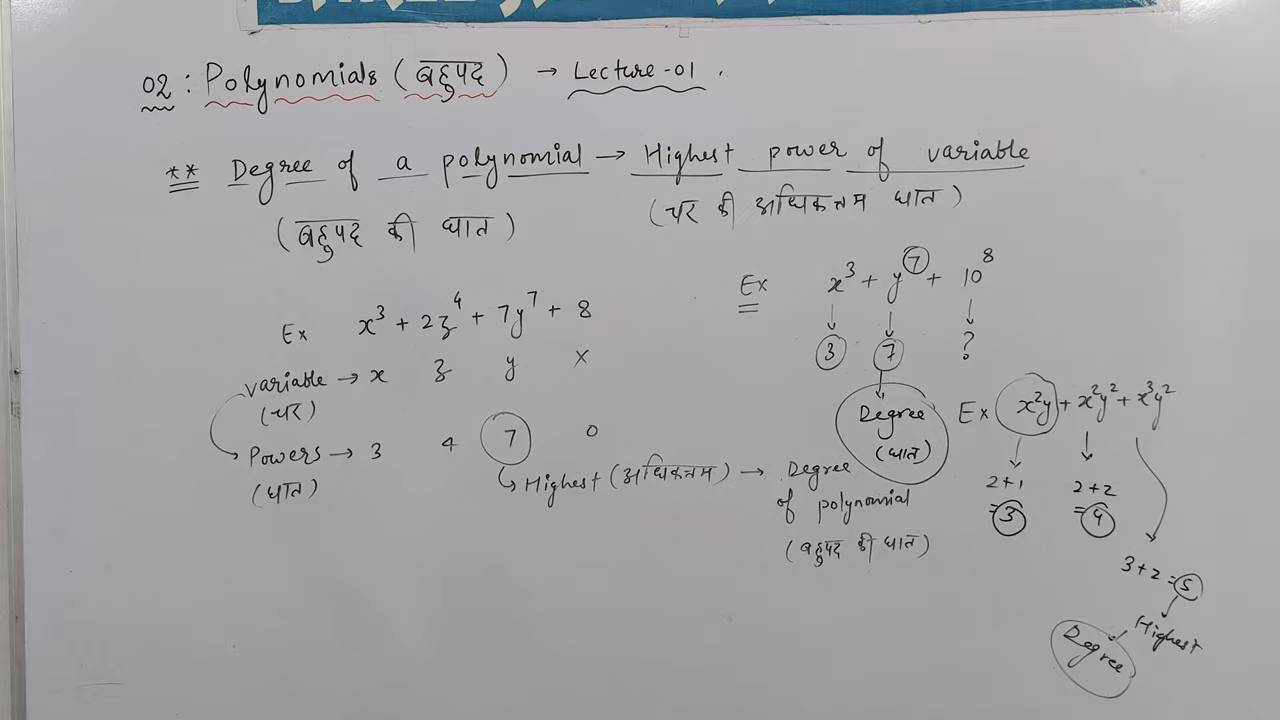 02 : Polynomials (बहुपद) → Lecture-01.
** Degree of a polynomial → Highest power of variable
(बहुपद की घात) (चर की अधिकतम घात)
Ex x³ + 2z⁴ + 7y⁷ + 8
variable → x z y ×
(चर)
Powers → 3 4 7 0
(घात)
↳ Highest (अधिकतम) → Degree
of polynomial
(बहुपद की घात)
Ex x³ + y⁷ + 10⁸
↓ ↓ ↓
3 7 ?
↓
Degree
(घात)
Ex x²y + x²y² + x³y²
↓ ↓
2+1 2+2
=3 =4
3+2=5
Highest
Degree